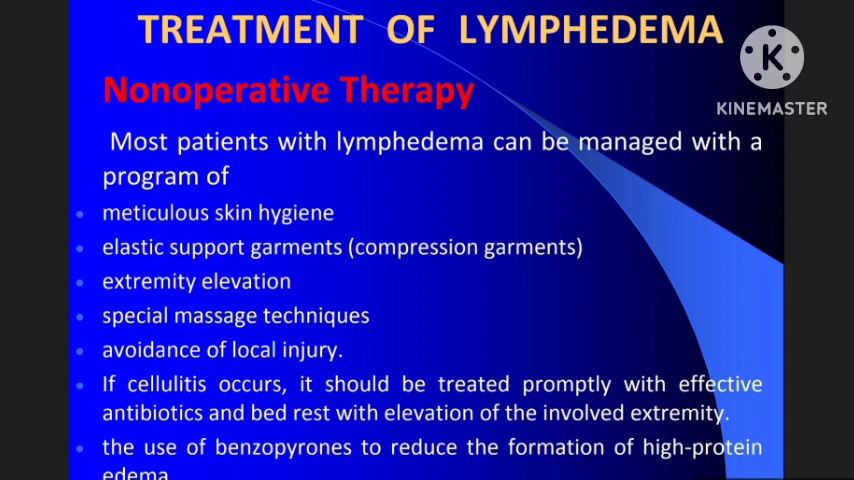 TREATMENT OF LYMPHEDEMA
KINEMASTER
Nonoperative Therapy
Most patients with lymphedema can be managed with a
program of
• meticulous skin hygiene
• elastic support garments (compression garments)
• extremity elevation
• special massage techniques
• avoidance of local injury.
• If cellulitis occurs, it should be treated promptly with effective
antibiotics and bed rest with elevation of the involved extremity.
• the use of benzopyrones to reduce the formation of high-protein
edema